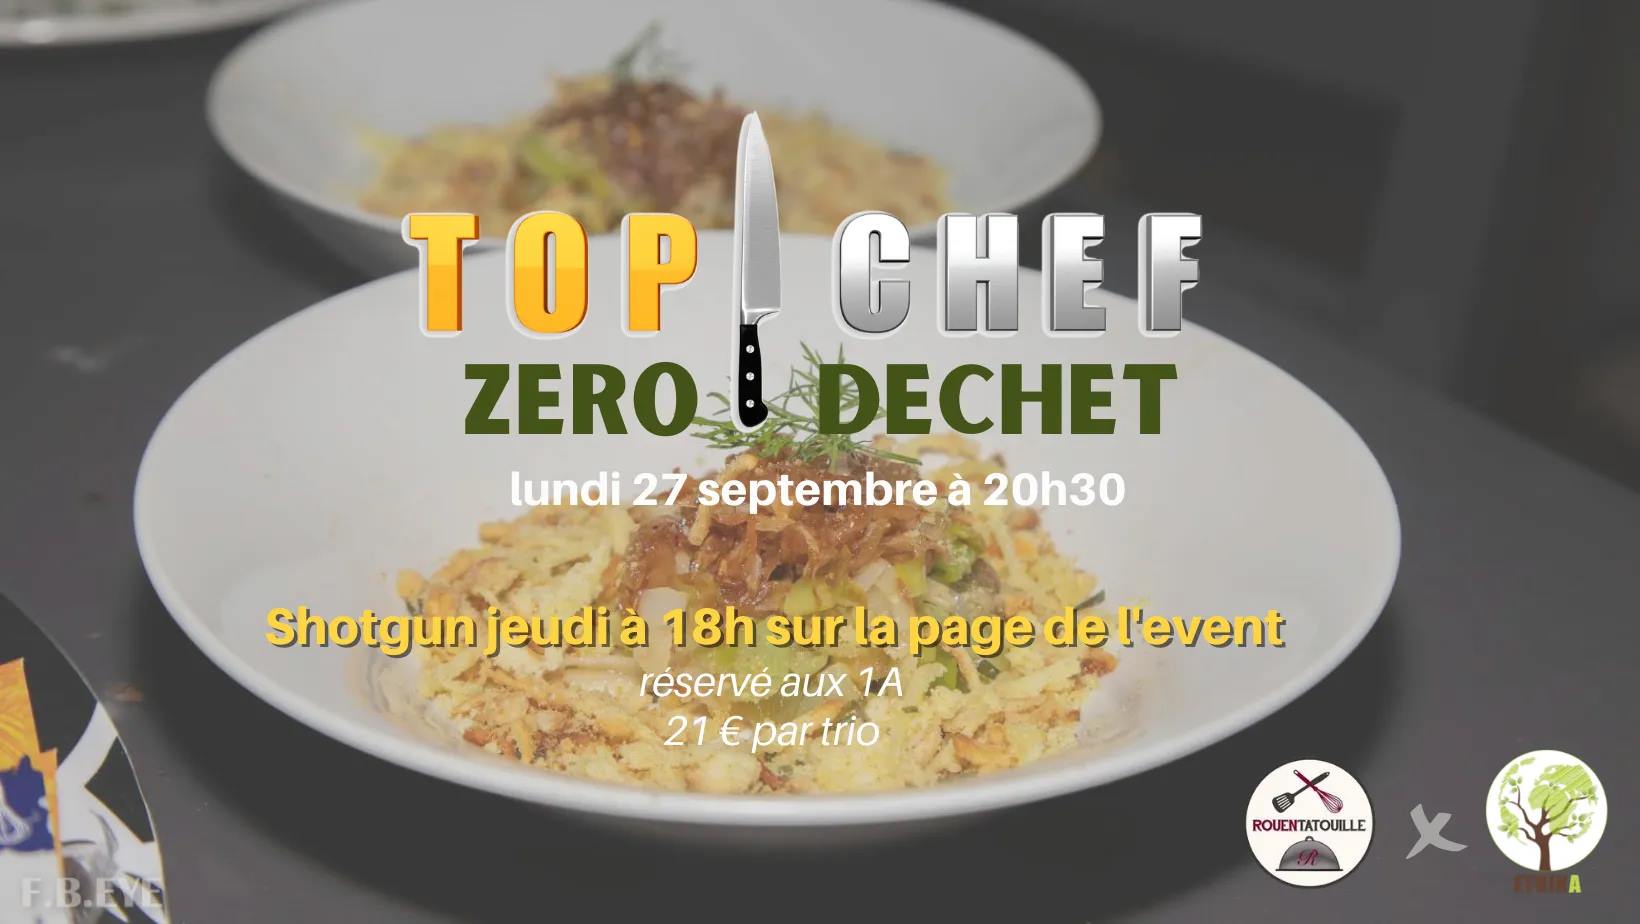 TOP CHEF
ZERO DECHET
lundi 27 septembre à 20h30
Shotgun jeudi à 18h sur la page de l'event
réservé aux 1A
21 € par trio
ROUENTATOUILLE
R
X
ETHIKA
F.B.EYE